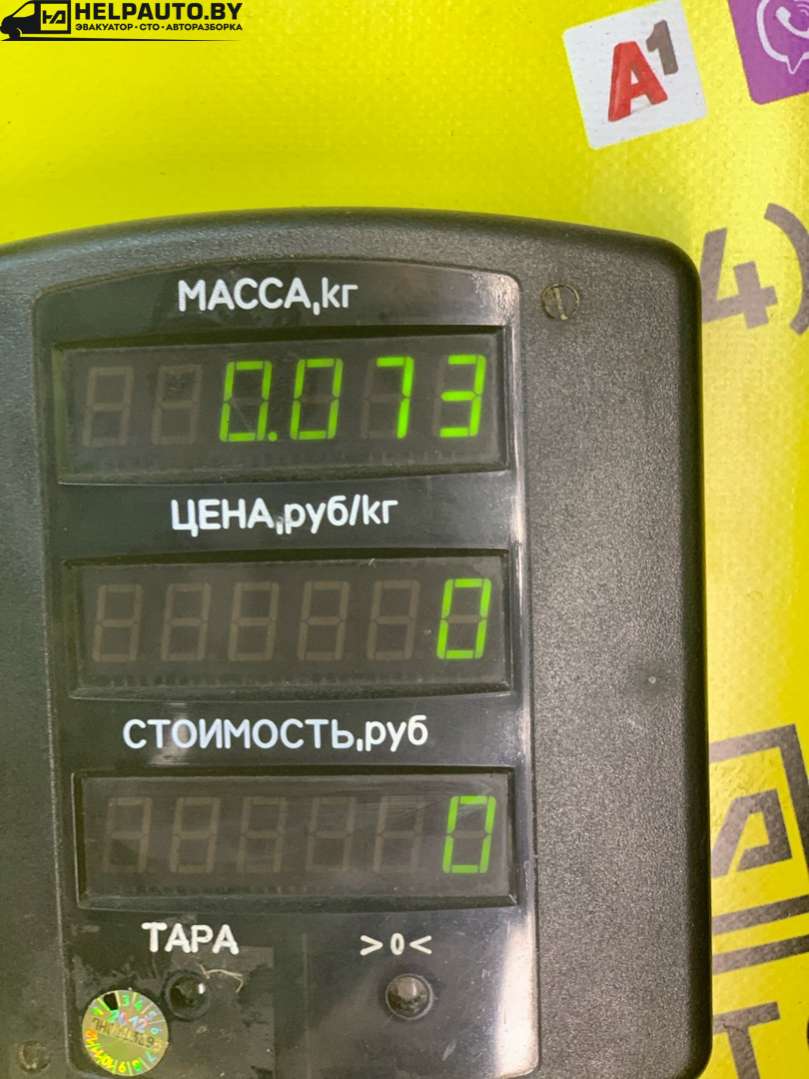 HELPAUTO.BY
ЭВАКУАТОР • СТО • АВТОРАЗБОРКА
A1
4)
МАССА,кг
0.073
ЦЕНА,руб/кг
0
СТОИМОСТЬ,руб
0
ТАРА >0<